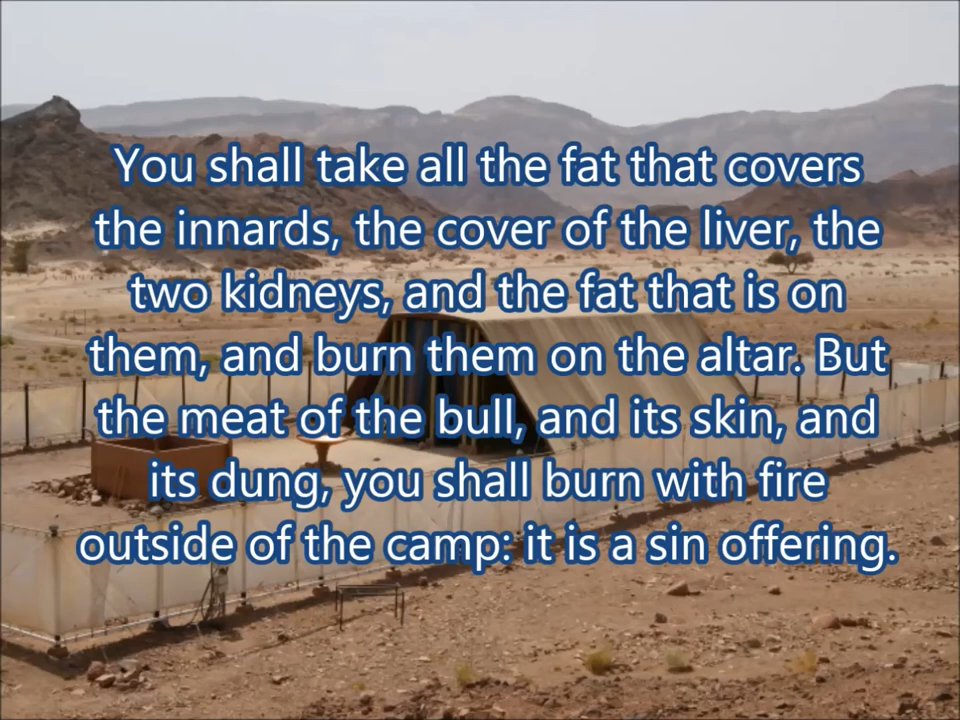 You shall take all the fat that covers
the innards, the cover of the liver, the
two kidneys, and the fat that is on
them, and burn them on the altar. But
the meat of the bull, and its skin, and
its dung, you shall burn with fire
outside of the camp: it is a sin offering.